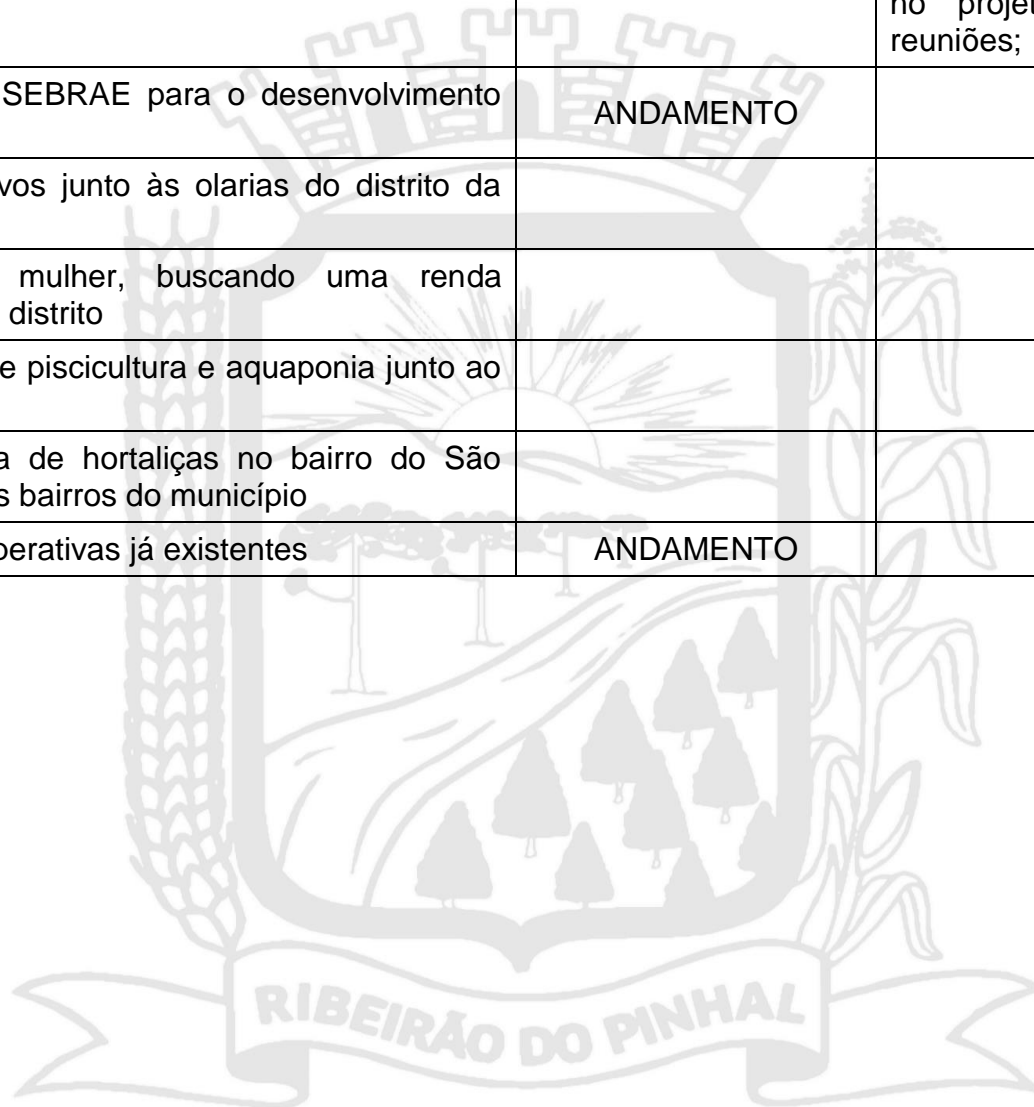 no projet
reuniões;
SEBRAE para o desenvolvimento
ANDAMENTO
vos junto às olarias do distrito da
mulher, buscando uma renda
distrito
e piscicultura e aquaponia junto ao
a de hortaliças no bairro do São
s bairros do município
perativas já existentes
ANDAMENTO
RIBEIRÃO DO PINHAL